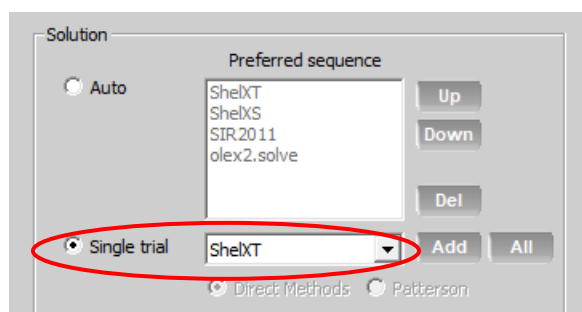 Solution
Preferred sequence
Auto
ShelXT
ShelXS
SIR2011
olex2.solve
Up
Down
Del
Single trial
ShelXT
Add
All
Direct Methods
Patterson